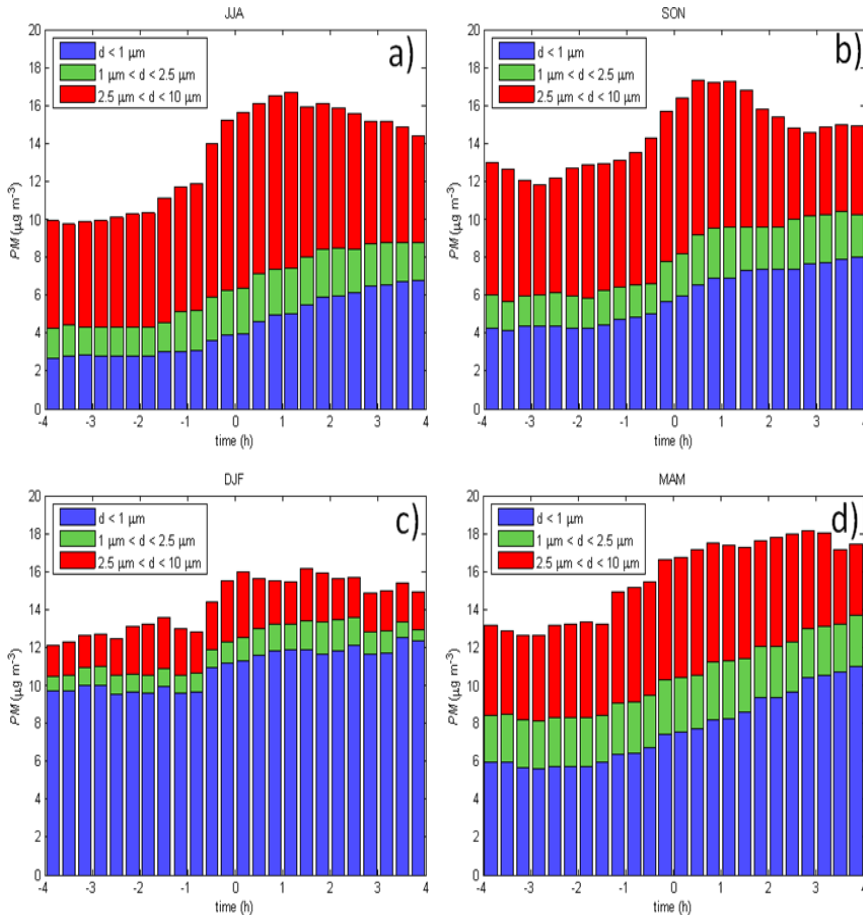 JJA
a)
d < 1 µm
1 µm < d < 2.5 µm
2.5 µm < d < 10 µm
PM (µg m⁻³)
20
18
16
14
12
10
8
6
4
2
0
-4 -3 -2 -1 0 1 2 3 4
time (h)
SON
b)
d < 1 µm
1 µm < d < 2.5 µm
2.5 µm < d < 10 µm
PM (µg m⁻³)
20
18
16
14
12
10
8
6
4
2
0
-4 -3 -2 -1 0 1 2 3 4
time (h)
DJF
c)
d < 1 µm
1 µm < d < 2.5 µm
2.5 µm < d < 10 µm
PM (µg m⁻³)
20
18
16
14
12
10
8
6
4
2
0
-4 -3 -2 -1 0 1 2 3 4
time (h)
MAM
d)
d < 1 µm
1 µm < d < 2.5 µm
2.5 µm < d < 10 µm
PM (µg m⁻³)
20
18
16
14
12
10
8
6
4
2
0
-4 -3 -2 -1 0 1 2 3 4
time (h)